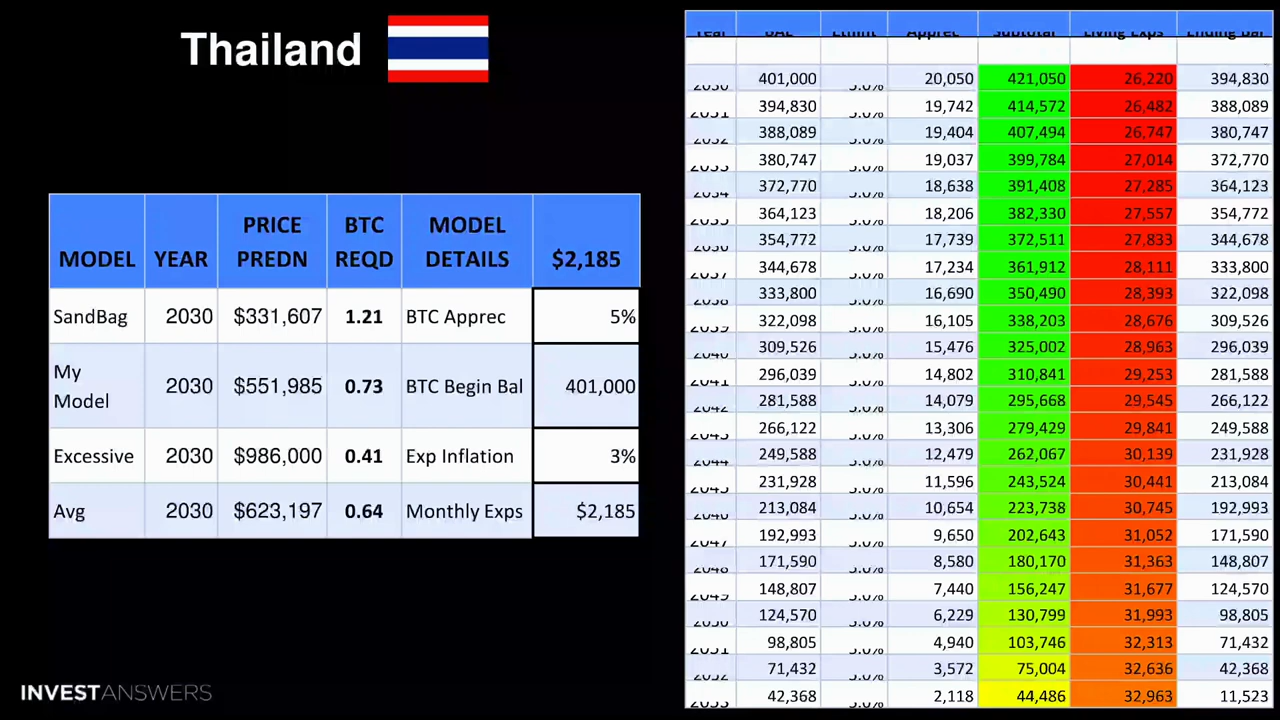 Thailand
MODEL YEAR PRICE PREDN BTC REQD MODEL DETAILS $2,185
SandBag 2030 $331,607 1.21 BTC Apprec 5%
My Model 2030 $551,985 0.73 BTC Begin Bal 401,000
Excessive 2030 $986,000 0.41 Exp Inflation 3%
Avg 2030 $623,197 0.64 Monthly Exps $2,185
Year BAL Apprec Subtotal Living Exps Ending Bal
401,000 20,050 421,050 26,220 394,830
394,830 19,742 414,572 26,482 388,089
388,089 19,404 407,494 26,747 380,747
380,747 19,037 399,784 27,014 372,770
372,770 18,638 391,408 27,285 364,123
364,123 18,206 382,330 27,557 354,772
354,772 17,739 372,511 27,833 344,678
344,678 17,234 361,912 28,111 333,800
333,800 16,690 350,490 28,393 322,098
322,098 16,105 338,203 28,676 309,526
309,526 15,476 325,002 28,963 296,039
296,039 14,802 310,841 29,253 281,588
281,588 14,079 295,668 29,545 266,122
266,122 13,306 279,429 29,841 249,588
249,588 12,479 262,067 30,139 231,928
231,928 11,596 243,524 30,441 213,084
213,084 10,654 223,738 30,745 192,993
192,993 9,650 202,643 31,052 171,590
171,590 8,580 180,170 31,363 148,807
148,807 7,440 156,247 31,677 124,570
124,570 6,229 130,799 31,993 98,805
98,805 4,940 103,746 32,313 71,432
71,432 3,572 75,004 32,636 42,368
42,368 2,118 44,486 32,963 11,523
INVESTANSWERS